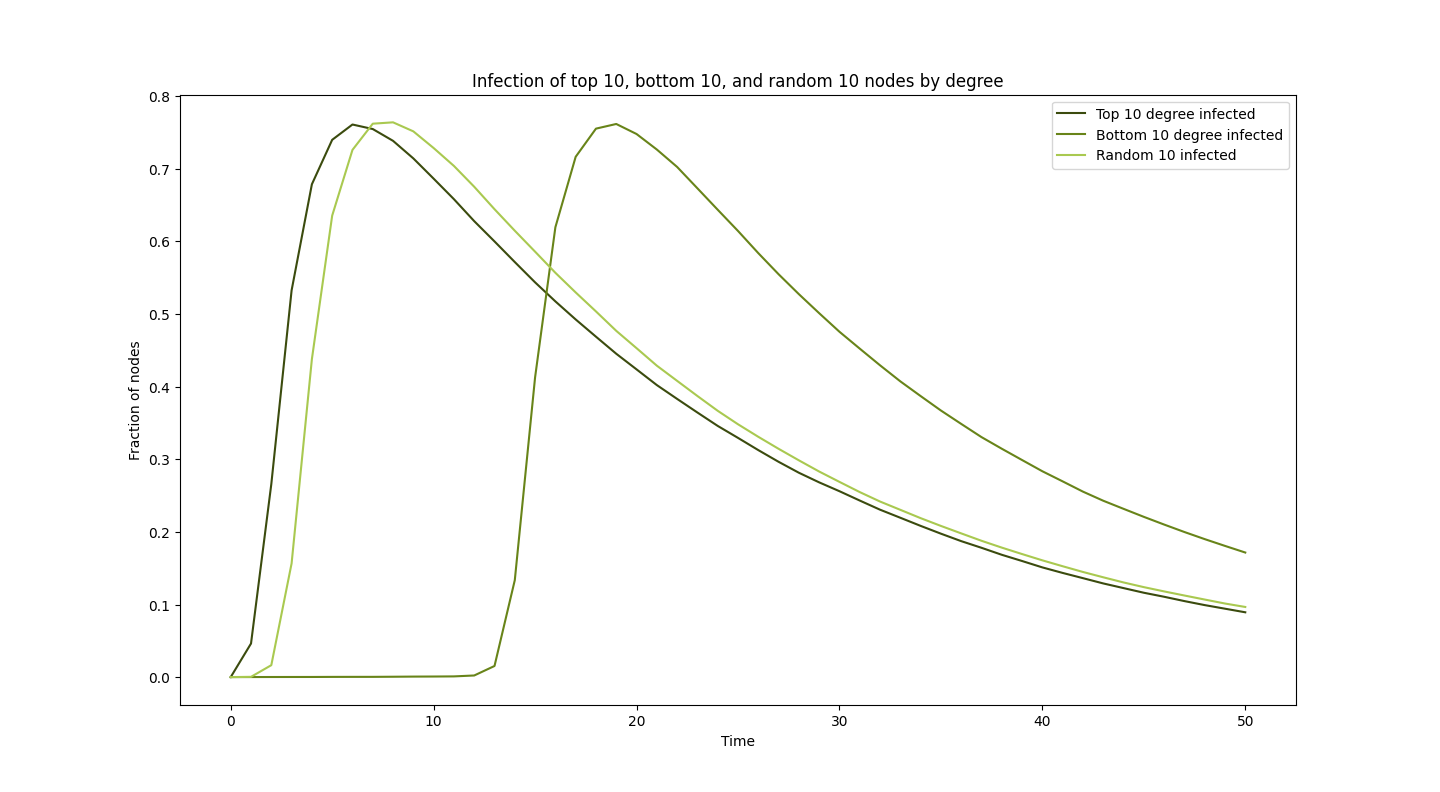 Infection of top 10, bottom 10, and random 10 nodes by degree
Top 10 degree infected
Bottom 10 degree infected
Random 10 infected
Fraction of nodes
0.8
0.7
0.6
0.5
0.4
0.3
0.2
0.1
0.0
0 10 20 30 40 50
Time